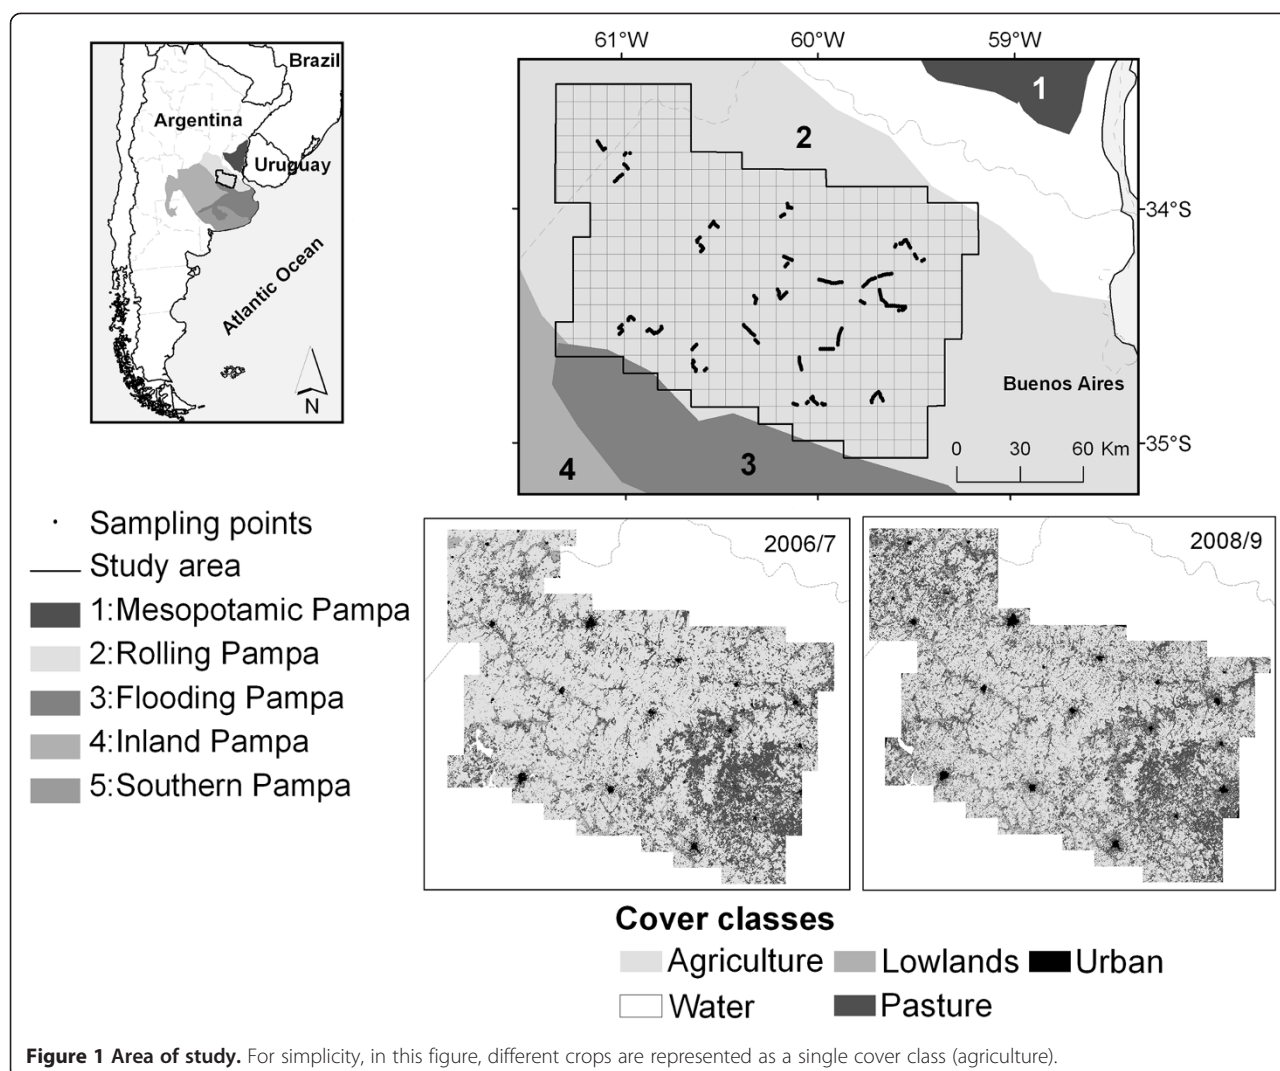 Brazil
Argentina
Uruguay
Atlantic Ocean
N
61°W 60°W 59°W
1
2
34°S
Buenos Aires
0 30 60 Km
35°S
3
4
Sampling points
Study area
1:Mesopotamic Pampa
2:Rolling Pampa
3:Flooding Pampa
4:Inland Pampa
5:Southern Pampa
2006/7
2008/9
Cover classes
Agriculture Lowlands Urban
Water Pasture
Figure 1 Area of study. For simplicity, in this figure, different crops are represented as a single cover class (agriculture).